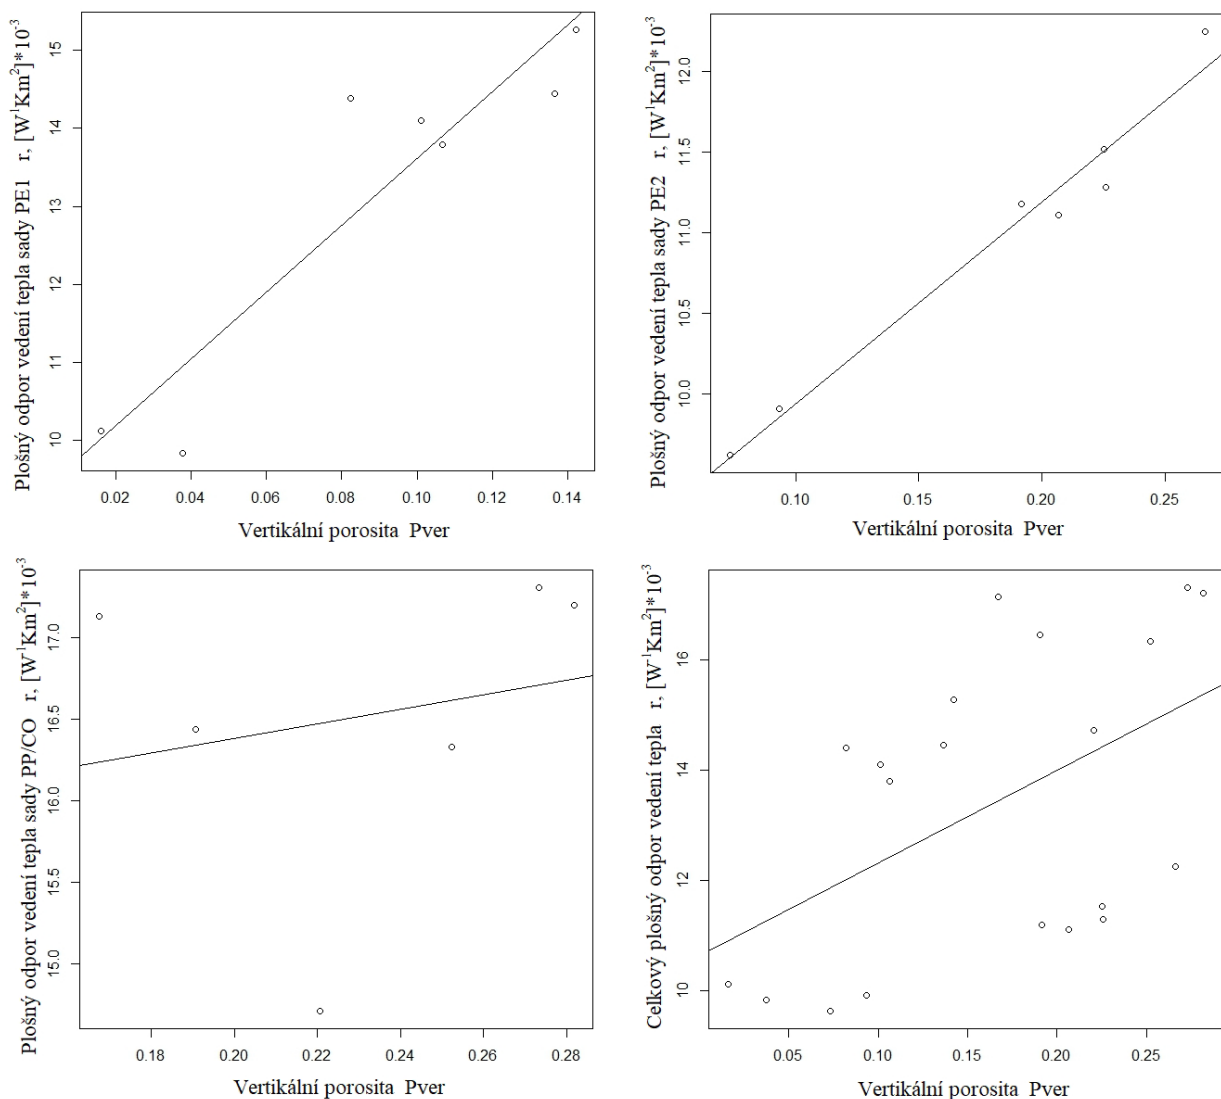 Plošný odpor vedení tepla sady PE1 r, [W⁻¹Km²]*10⁻³
15
14
13
12
11
10
0.02 0.04 0.06 0.08 0.10 0.12 0.14
Vertikální porosita Pver
Plošný odpor vedení tepla sady PE2 r, [W¹Km²]*10⁻³
12.0
11.5
11.0
10.5
10.0
0.10 0.15 0.20 0.25
Vertikální porosita Pver
Plošný odpor vedení tepla sady PP/CO r, [W⁻¹Km²]*10⁻³
17.0
16.5
16.0
15.5
15.0
0.18 0.20 0.22 0.24 0.26 0.28
Vertikální porosita Pver
Celkový plošný odpor vedení tepla r, [W⁻¹Km²]*10⁻³
16
14
12
10
0.05 0.10 0.15 0.20 0.25
Vertikální porosita Pver